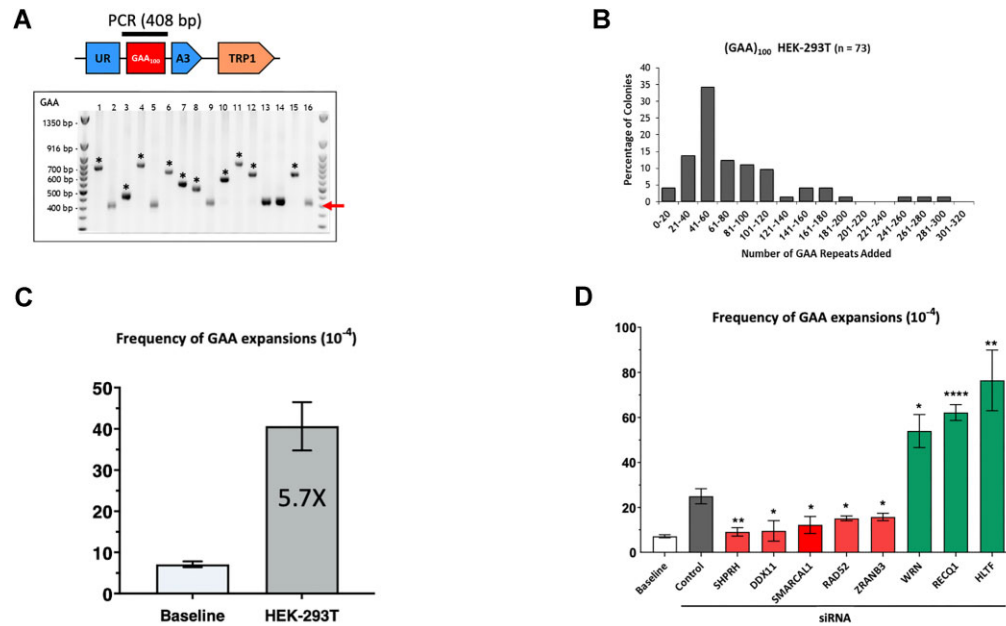 A
PCR (408 bp)
UR GAA100 A3 TRP1
GAA 1 2 3 4 5 6 7 8 9 10 11 12 13 14 15 16
1350 bp -
916 bp -
700 bp -
600 bp -
500 bp -
400 bp -
* * * * * * * * * * *
B
(GAA)100 HEK-293T (n = 73)
Percentage of Colonies
40
35
30
25
20
15
10
5
0
0-20 21-40 41-60 61-80 81-100 101-120 121-140 141-160 161-180 181-200 201-220 221-240 241-260 261-280 281-300 301-320
Number of GAA Repeats Added
C
Frequency of GAA expansions (10⁻⁴)
50
40
30
20
10
0
5.7X
Baseline HEK-293T
D
Frequency of GAA expansions (10⁻⁴)
100
80
60
40
20
0
** * * * * * **** **
Baseline Control SHPRH DDX11 SMARCAL1 RAD52 ZRANB3 WRN RECQ1 HLTF
siRNA